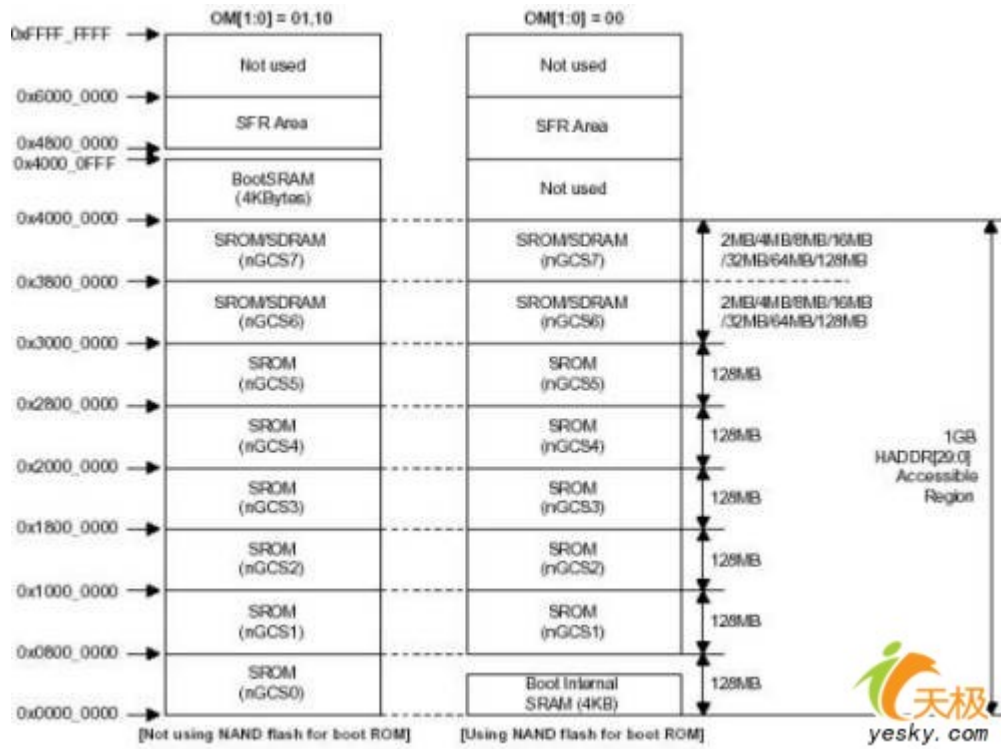 OM[1:0] = 01,10
OM[1:0] = 00
0xFFFF_FFFF
Not used
Not used
0x6000_0000
SFR Area
SFR Area
0x4800_0000
0x4000_0FFF
BootSRAM
(4KBytes)
Not used
0x4000_0000
SROM/SDRAM
(nGCS7)
SROM/SDRAM
(nGCS7)
2MB/4MB/8MB/16MB
/32MB/64MB/128MB
0x3800_0000
SROM/SDRAM
(nGCS6)
SROM/SDRAM
(nGCS6)
2MB/4MB/8MB/16MB
/32MB/64MB/128MB
0x3000_0000
SROM
(nGCS5)
SROM
(nGCS5)
128MB
0x2800_0000
SROM
(nGCS4)
SROM
(nGCS4)
128MB
0x2000_0000
SROM
(nGCS3)
SROM
(nGCS3)
128MB
0x1800_0000
SROM
(nGCS2)
SROM
(nGCS2)
128MB
0x1000_0000
SROM
(nGCS1)
SROM
(nGCS1)
128MB
0x0800_0000
SROM
(nGCS0)
Boot Internal
SRAM (4KB)
128MB
0x0000_0000
1GB
HADDR[29:0]
Accessible
Region
[Not using NAND flash for boot ROM]
[Using NAND flash for boot ROM]
天极
yesky.com